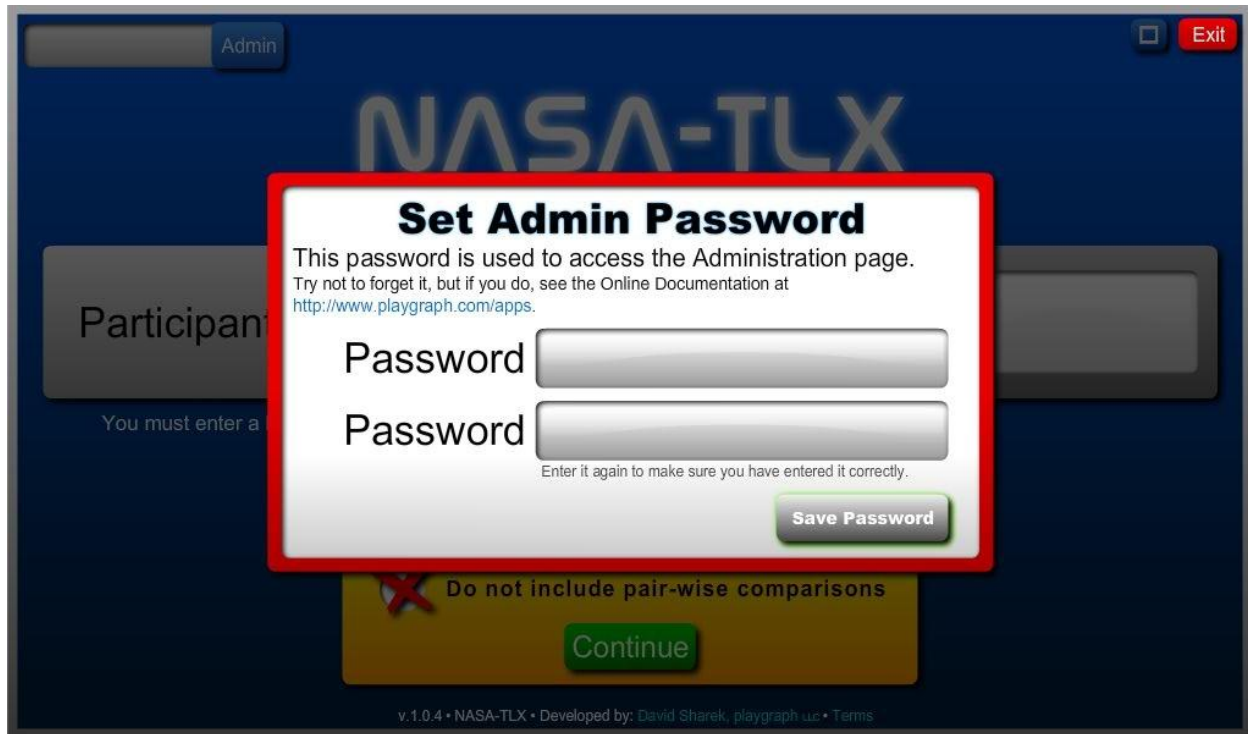 Admin
Exit
NASA-TLX
Set Admin Password
This password is used to access the Administration page.
Try not to forget it, but if you do, see the Online Documentation at
http://www.playgraph.com/apps.
Participant
Password
You must enter a
Password
Enter it again to make sure you have entered it correctly.
Save Password
Do not include pair-wise comparisons
Continue
v.1.0.4 • NASA-TLX • Developed by: David Sharek, playgraph LLC • Terms